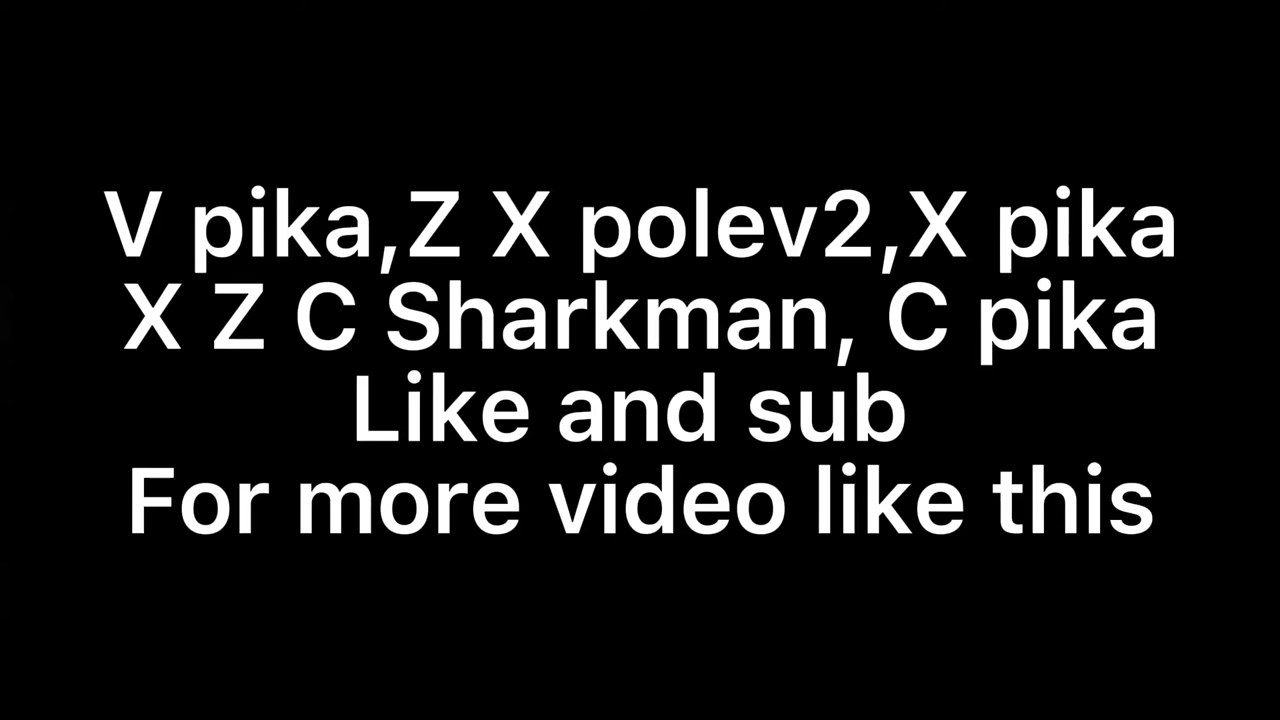 V pika,Z X polev2,X pika
X Z C Sharkman, C pika
Like and sub
For more video like this